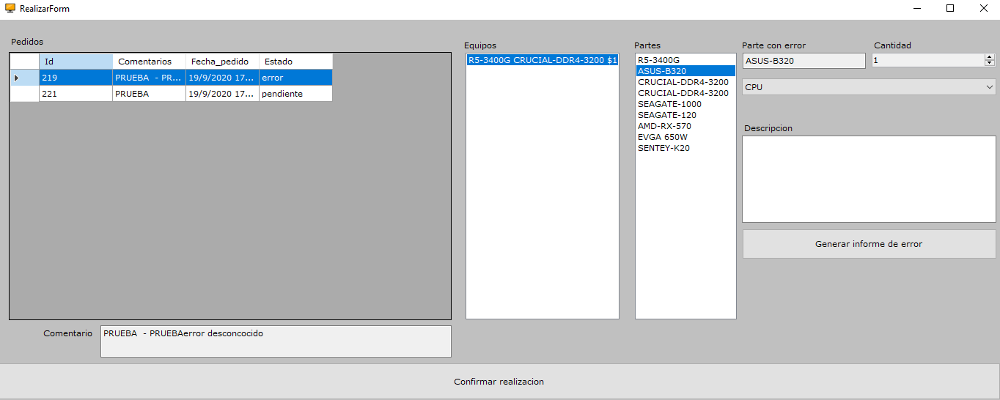 RealizarForm
Pedidos
Id Comentarios Fecha_pedido Estado
219 PRUEBA - PR... 19/9/2020 17... error
221 PRUEBA 19/9/2020 17... pendiente
Comentario PRUEBA - PRUEBAerror desconcocido
Equipos
R5-3400G CRUCIAL-DDR4-3200 $1
Partes
R5-3400G
ASUS-B320
CRUCIAL-DDR4-3200
CRUCIAL-DDR4-3200
SEAGATE-1000
SEAGATE-120
AMD-RX-570
EVGA 650W
SENTEY-K20
Parte con error Cantidad
ASUS-B320 1
CPU
Descripcion
Generar informe de error
Confirmar realizacion